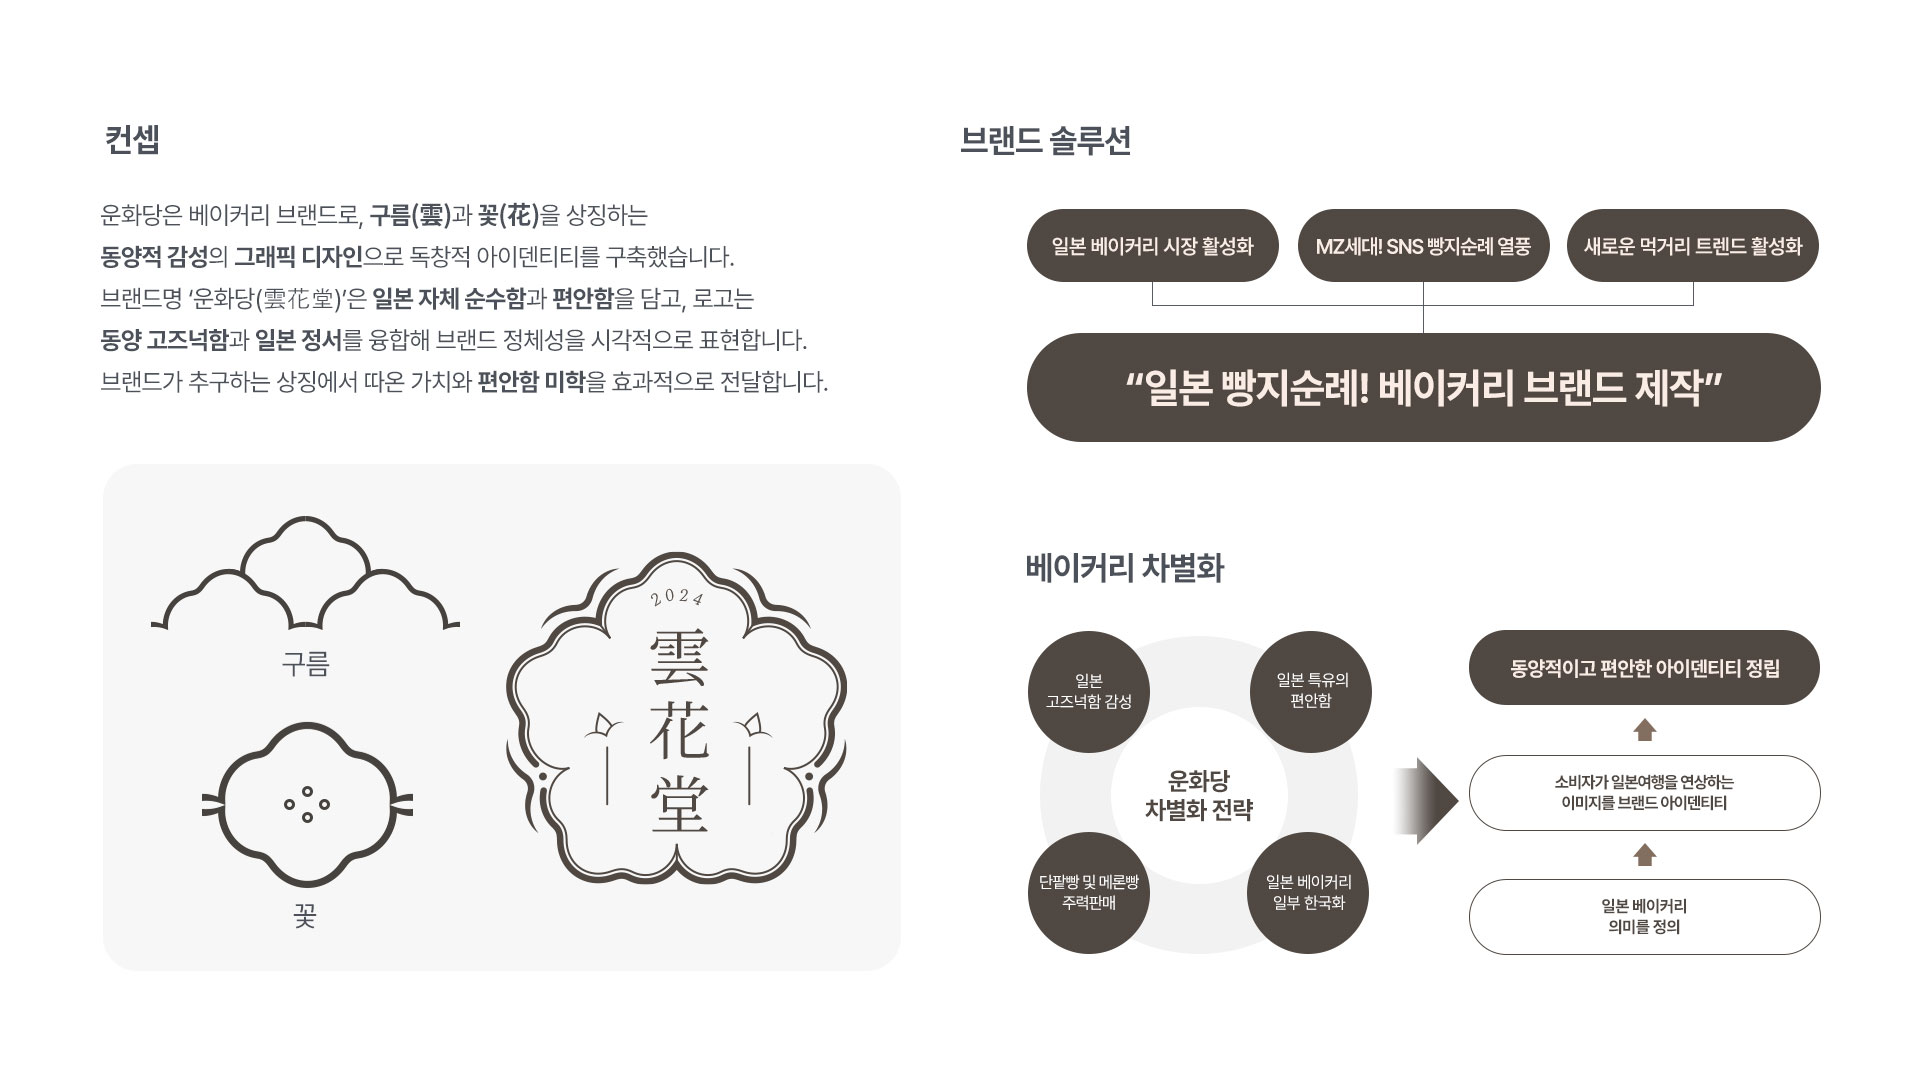 컨셉
운화당은 베이커리 브랜드로, 구름(雲)과 꽃(花)을 상징하는
동양적 감성의 그래픽 디자인으로 독창적 아이덴티티를 구축했습니다.
브랜드명 ‘운화당(雲花堂)’은 일본 자체 순수함과 편안함을 담고, 로고는
동양 고즈넉함과 일본 정서를 융합해 브랜드 정체성을 시각적으로 표현합니다.
브랜드가 추구하는 상징에서 따온 가치와 편안함 미학을 효과적으로 전달합니다.
구름
꽃
2024
雲
花
堂
브랜드 솔루션
일본 베이커리 시장 활성화
MZ세대! SNS 빵지순례 열풍
새로운 먹거리 트렌드 활성화
“일본 빵지순례! 베이커리 브랜드 제작”
베이커리 차별화
일본
고즈넉함 감성
일본 특유의
편안함
운화당
차별화 전략
단팥빵 및 메론빵
주력판매
일본 베이커리
일부 한국화
동양적이고 편안한 아이덴티티 정립
소비자가 일본여행을 연상하는
이미지를 브랜드 아이덴티티
일본 베이커리
의미를 정의